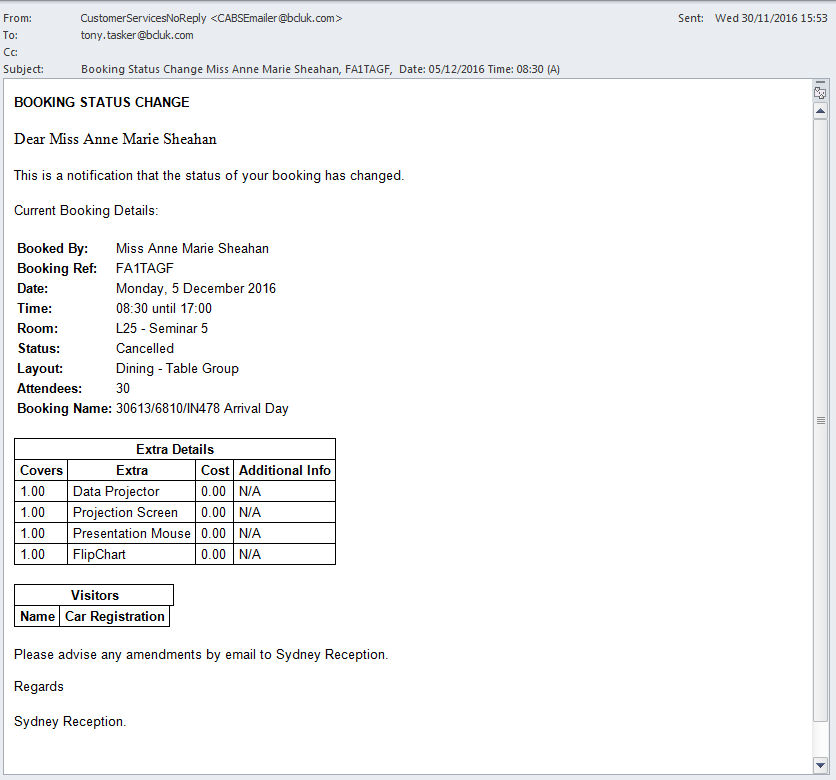 From: CustomerServicesNoReply <CABSEmailer@bcluk.com> Sent: Wed 30/11/2016 15:53
To: tony.tasker@bcluk.com
Cc:
Subject: Booking Status Change Miss Anne Marie Sheahan, FA1TAGF, Date: 05/12/2016 Time: 08:30 (A)
BOOKING STATUS CHANGE
Dear Miss Anne Marie Sheahan
This is a notification that the status of your booking has changed.
Current Booking Details:
Booked By: Miss Anne Marie Sheahan
Booking Ref: FA1TAGF
Date: Monday, 5 December 2016
Time: 08:30 until 17:00
Room: L25 - Seminar 5
Status: Cancelled
Layout: Dining - Table Group
Attendees: 30
Booking Name: 30613/6810/IN478 Arrival Day
Extra Details
Covers Extra Cost Additional Info
1.00 Data Projector 0.00 N/A
1.00 Projection Screen 0.00 N/A
1.00 Presentation Mouse 0.00 N/A
1.00 FlipChart 0.00 N/A
Visitors
Name Car Registration
Please advise any amendments by email to Sydney Reception.
Regards
Sydney Reception.